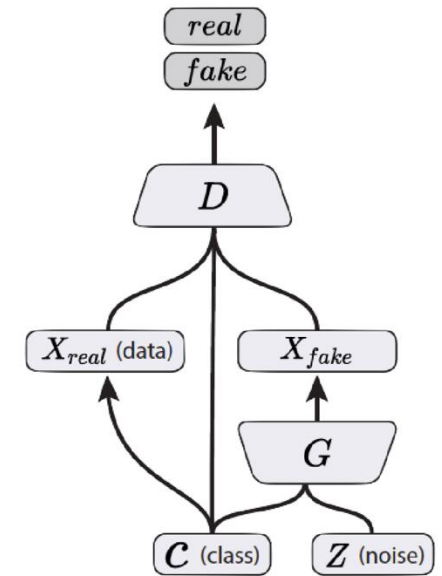 real
fake
D
X_real (data)
X_fake
G
C (class)
Z (noise)